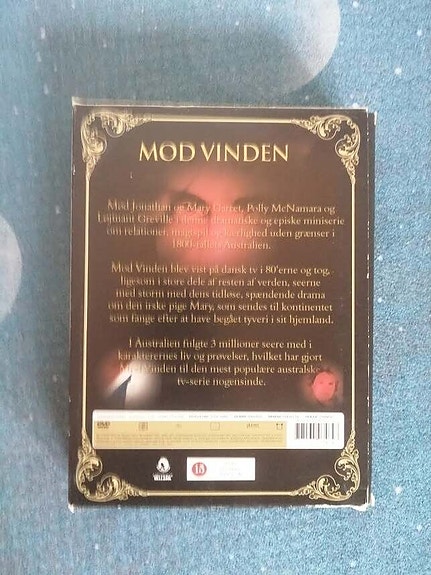 MOD VINDEN
Mød Jonathan og Mary Garret, Polly McNamara og
Løjtnant Greville i denne dramatiske og episke miniserie
om relationer, magtspil og kærlighed uden grænser i
1800-tallets Australien.
Mod Vinden blev vist på dansk tv i 80'erne og tog,
ligesom i store dele af resten af verden, seerne
med storm med dens tidløse, spændende drama
om den irske pige Mary, som sendes til kontinentet
som fange efter at have begået tyveri i sit hjemland.
I Australien fulgte 3 millioner seere med i
karakterernes liv og prøvelser, hvilket har gjort
Mod Vinden til den mest populære australske
tv-serie nogensinde.
DVD